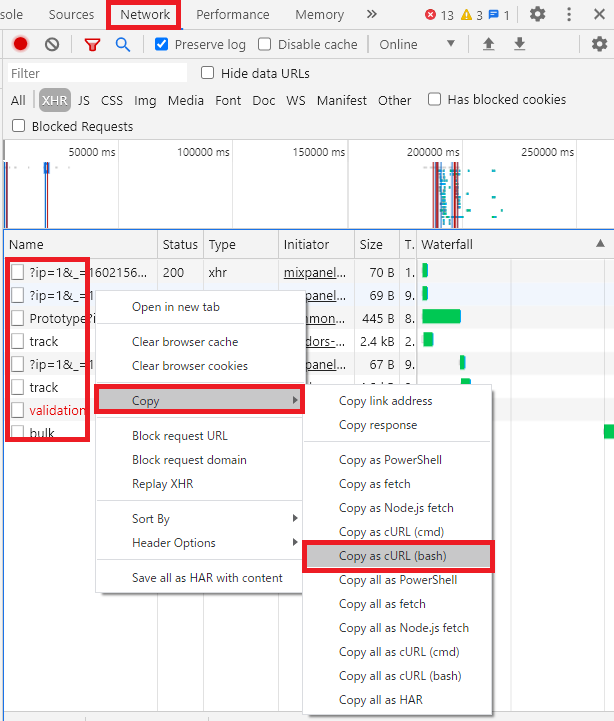 sole Sources Network Performance Memory » 13 3 1
Preserve log Disable cache Online
Filter Hide data URLs
All XHR JS CSS Img Media Font Doc WS Manifest Other Has blocked cookies
Blocked Requests
50000 ms 100000 ms 150000 ms 200000 ms 250000 ms
Name Status Type Initiator Size T. Waterfall
?ip=1&_=1602156... 200 xhr mixpanel... 70 B 1.
?ip=1&_=1 panel... 69 B 9.
Prototype?i mmon... 445 B 8.
track dors-... 2.4 kB 2.
?ip=1&_=1 panel... 67 B 9.
track
validation
bulk
Open in new tab
Clear browser cache
Clear browser cookies
Copy
Block request URL
Block request domain
Replay XHR
Sort By
Header Options
Save all as HAR with content
Copy link address
Copy response
Copy as PowerShell
Copy as fetch
Copy as Node.js fetch
Copy as cURL (cmd)
Copy as cURL (bash)
Copy all as PowerShell
Copy all as fetch
Copy all as Node.js fetch
Copy all as cURL (cmd)
Copy all as cURL (bash)
Copy all as HAR